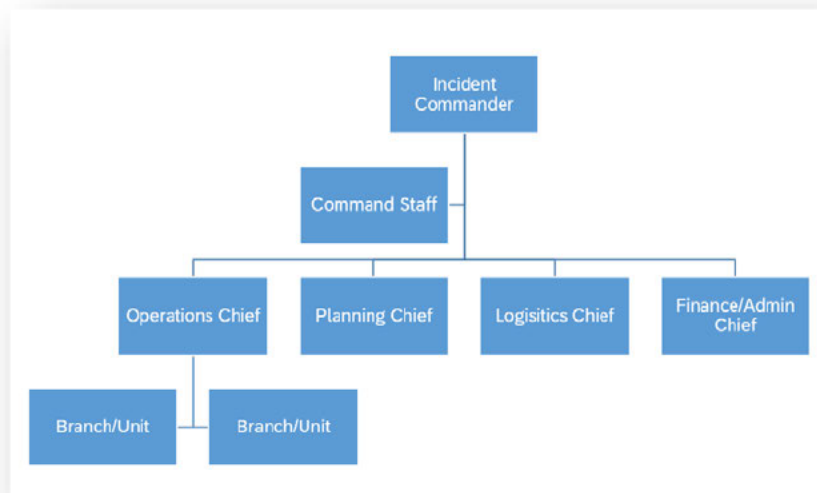 Incident
Commander
Command Staff
Operations Chief
Planning Chief
Logisitics Chief
Finance/Admin
Chief
Branch/Unit
Branch/Unit